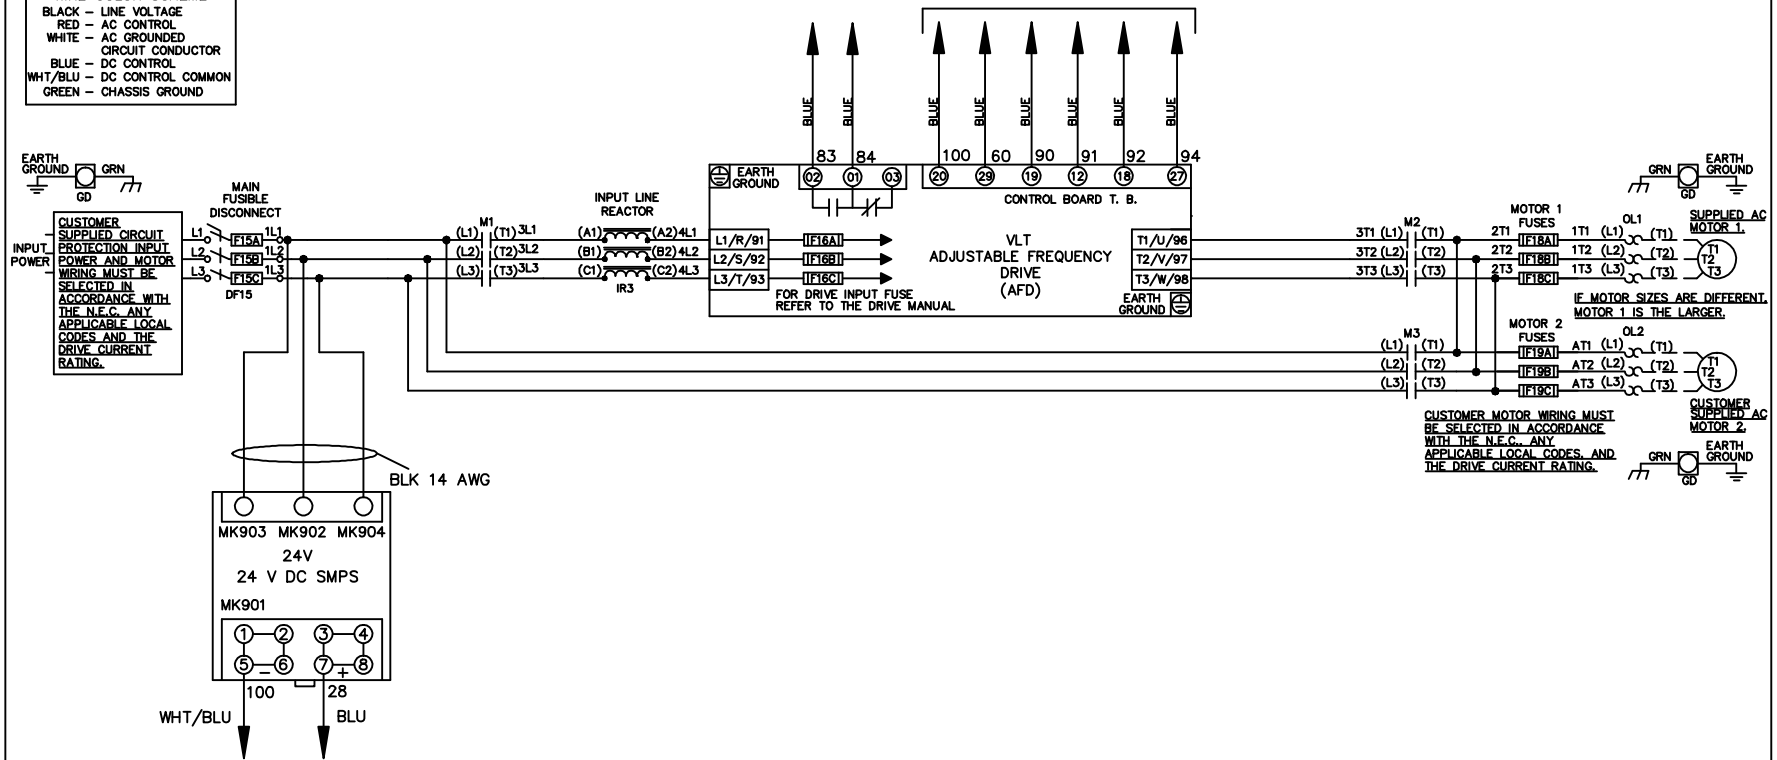 BLACK – LINE VOLTAGE
RED – AC CONTROL
WHITE – AC GROUNDED
CIRCUIT CONDUCTOR
BLUE – DC CONTROL
WHT/BLU – DC CONTROL COMMON
GREEN – CHASSIS GROUND
EARTH
GROUND
GRN
GD
CUSTOMER
SUPPLIED CIRCUIT
PROTECTION INPUT
POWER AND MOTOR
WIRING MUST BE
SELECTED IN
ACCORDANCE WITH
THE N.E.C. ANY
APPLICABLE LOCAL
CODES AND THE
DRIVE CURRENT
RATING.
INPUT
POWER
MAIN
FUSIBLE
DISCONNECT
L1 F15A 1L1
L2 F15B 1L2
L3 F15C 1L3
DF15
M1
(L1) (T1) 3L1
(L2) (T2) 3L2
(L3) (T3) 3L3
INPUT LINE
REACTOR
(A1) (A2) 4L1
(B1) (B2) 4L2
(C1) (C2) 4L3
IR3
BLUE BLUE BLUE BLUE BLUE BLUE BLUE BLUE
83 84 100 60 90 91 92 94
EARTH
GROUND
02 01 03 20 29 19 12 18 27
CONTROL BOARD T. B.
L1/R/91 F16A
L2/S/92 F16B
L3/T/93 F16C
FOR DRIVE INPUT FUSE
REFER TO THE DRIVE MANUAL
VLT
ADJUSTABLE FREQUENCY
DRIVE
(AFD)
T1/U/96
T2/V/97
T3/W/98
EARTH
GROUND
M2
3T1 (L1) (T1)
3T2 (L2) (T2)
3T3 (L3) (T3)
MOTOR 1
FUSES
OL1
2T1 F18A 1T1 (L1) (T1)
2T2 F18B 1T2 (L2) (T2)
2T3 F18C 1T3 (L3) (T3)
GRN
EARTH
GROUND
GD
SUPPLIED AC
MOTOR 1.
T1
T2
T3
IF MOTOR SIZES ARE DIFFERENT,
MOTOR 1 IS THE LARGER.
M3
(L1) (T1)
(L2) (T2)
(L3) (T3)
MOTOR 2
FUSES
OL2
F19A AT1 (L1) (T1)
F19B AT2 (L2) (T2)
F19C AT3 (L3) (T3)
T1
T2
T3
CUSTOMER
SUPPLIED AC
MOTOR 2.
CUSTOMER MOTOR WIRING MUST
BE SELECTED IN ACCORDANCE
WITH THE N.E.C., ANY
APPLICABLE LOCAL CODES, AND
THE DRIVE CURRENT RATING.
GRN
EARTH
GROUND
GD
BLK 14 AWG
MK903 MK902 MK904
24V
24 V DC SMPS
MK901
1 2 3 4
5 – 6 7 + 8
100 28
WHT/BLU BLU